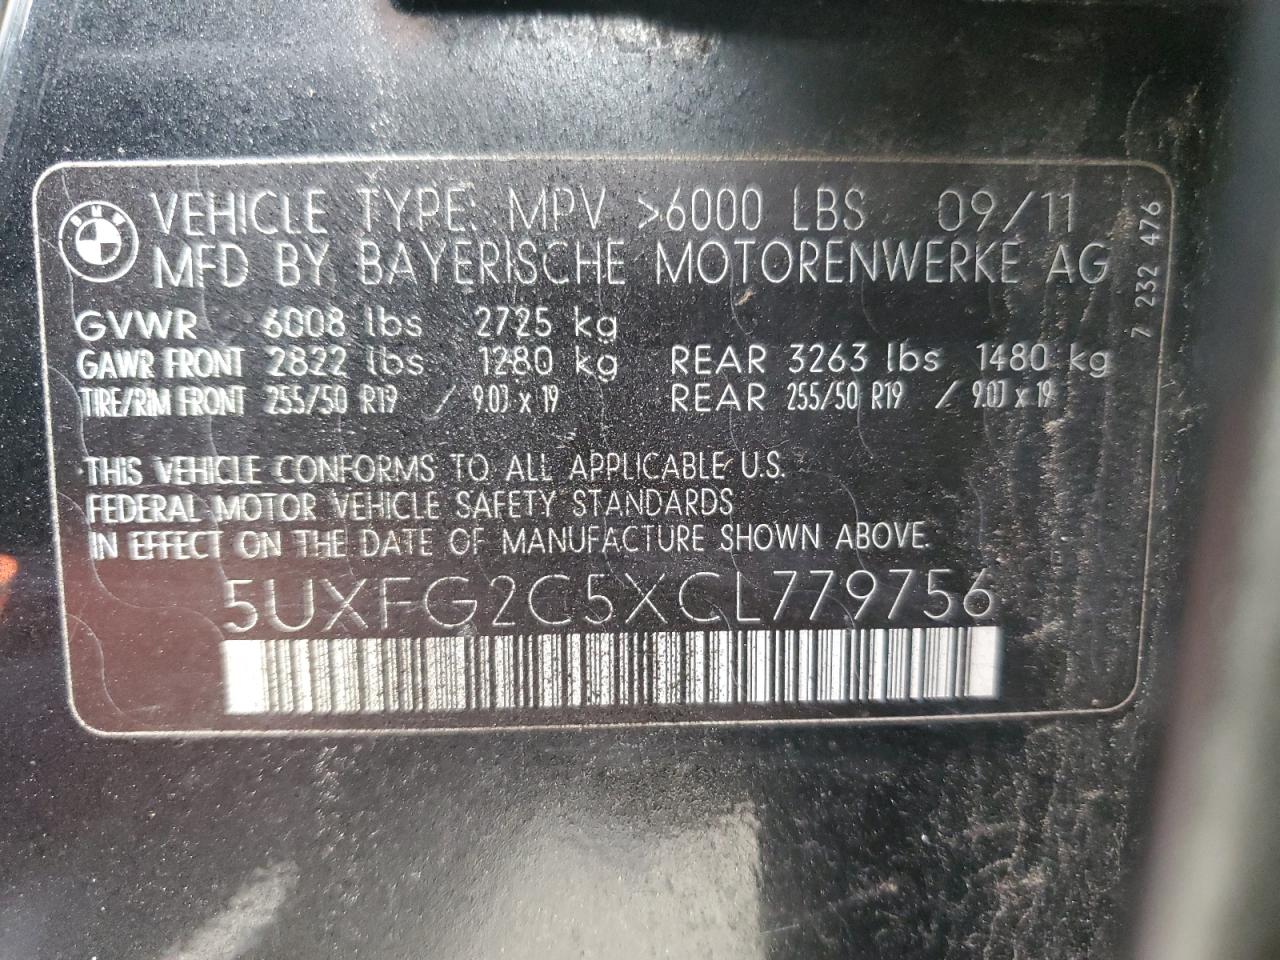 BMW
VEHICLE TYPE: MPV >6000 LBS 09/11
MFD BY BAYERISCHE MOTORENWERKE AG
GVWR 6008 lbs 2725 kg
GAWR FRONT 2822 lbs 1280 kg REAR 3263 lbs 1480 kg
TIRE/RIM FRONT 255/50 R19 / 9.0J x 19 REAR 255/50 R19 / 9.0J x 19
THIS VEHICLE CONFORMS TO ALL APPLICABLE U.S.
FEDERAL MOTOR VEHICLE SAFETY STANDARDS
IN EFFECT ON THE DATE OF MANUFACTURE SHOWN ABOVE.
5UXFG2C5XCL779756
7 232 476